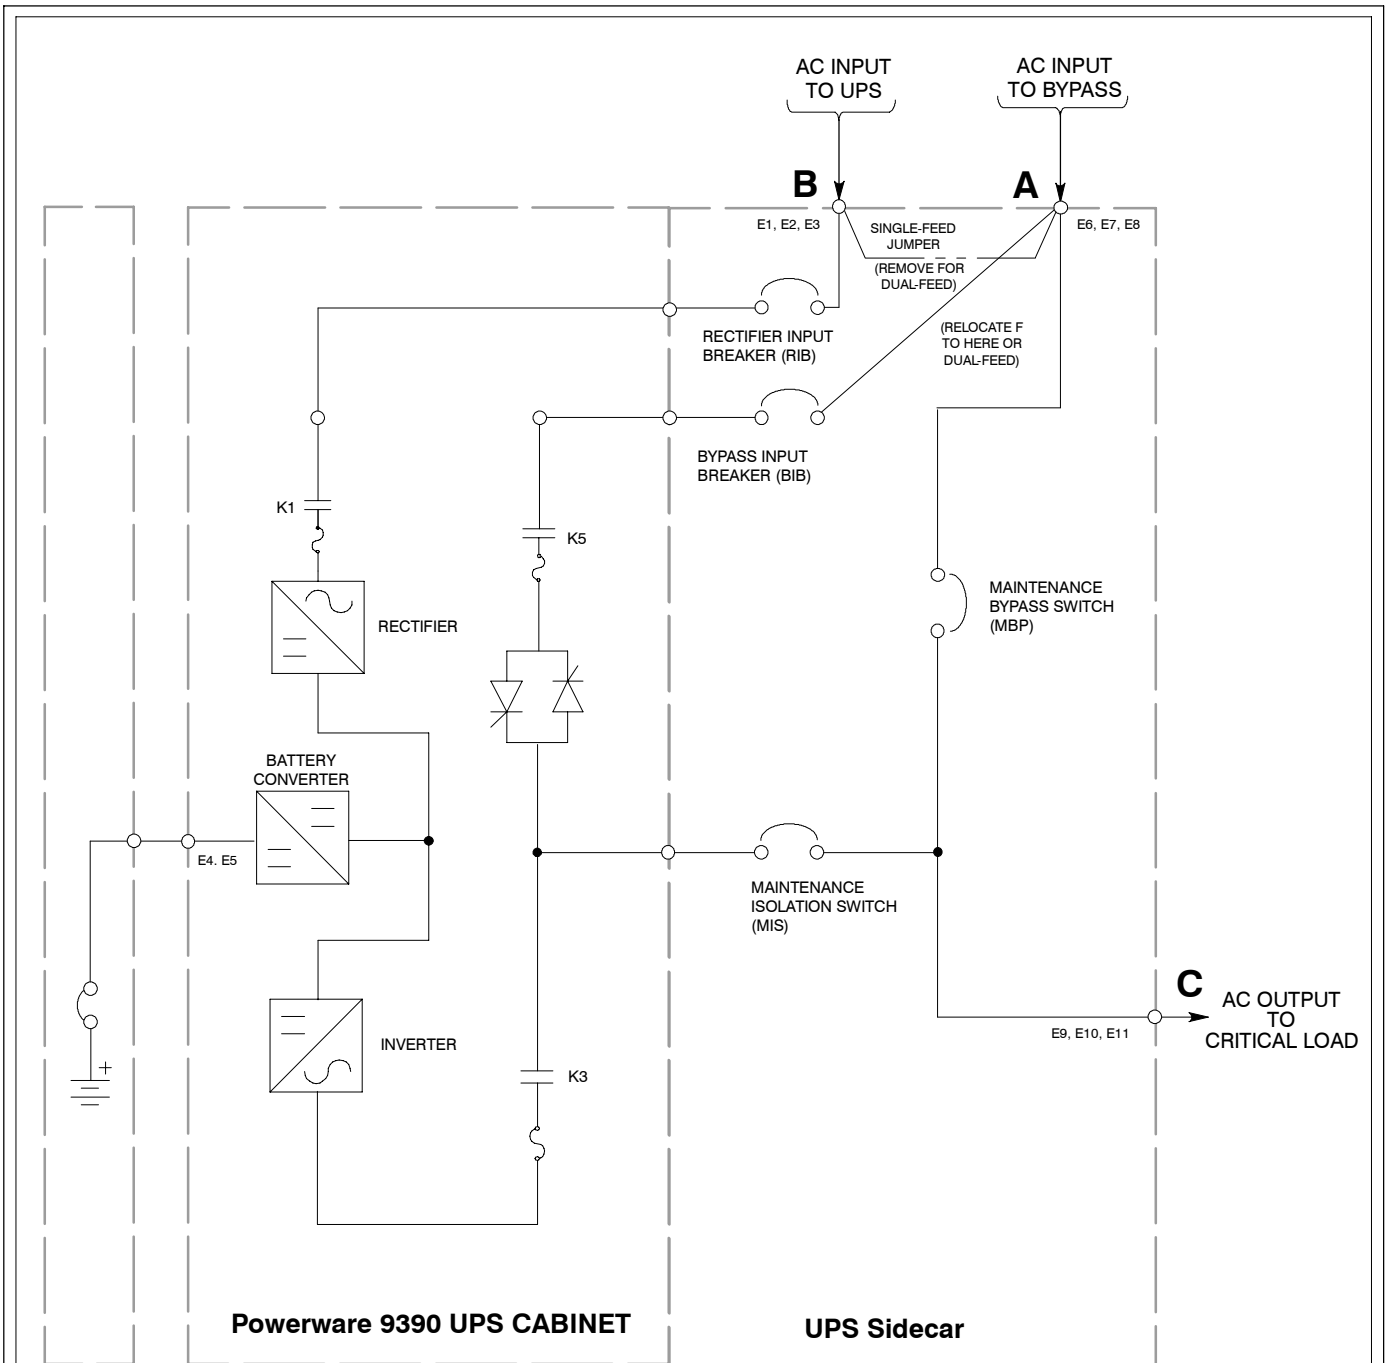 AC INPUT
TO UPS
AC INPUT
TO BYPASS
B
A
E1, E2, E3
SINGLE-FEED
JUMPER
E6, E7, E8
(REMOVE FOR
DUAL-FEED)
RECTIFIER INPUT
BREAKER (RIB)
(RELOCATE F
TO HERE OR
DUAL-FEED)
BYPASS INPUT
BREAKER (BIB)
K1
K5
RECTIFIER
MAINTENANCE
BYPASS SWITCH
(MBP)
BATTERY
CONVERTER
E4. E5
MAINTENANCE
ISOLATION SWITCH
(MIS)
C
AC OUTPUT
TO
CRITICAL LOAD
E9, E10, E11
INVERTER
+
K3
Powerware 9390 UPS CABINET
UPS Sidecar